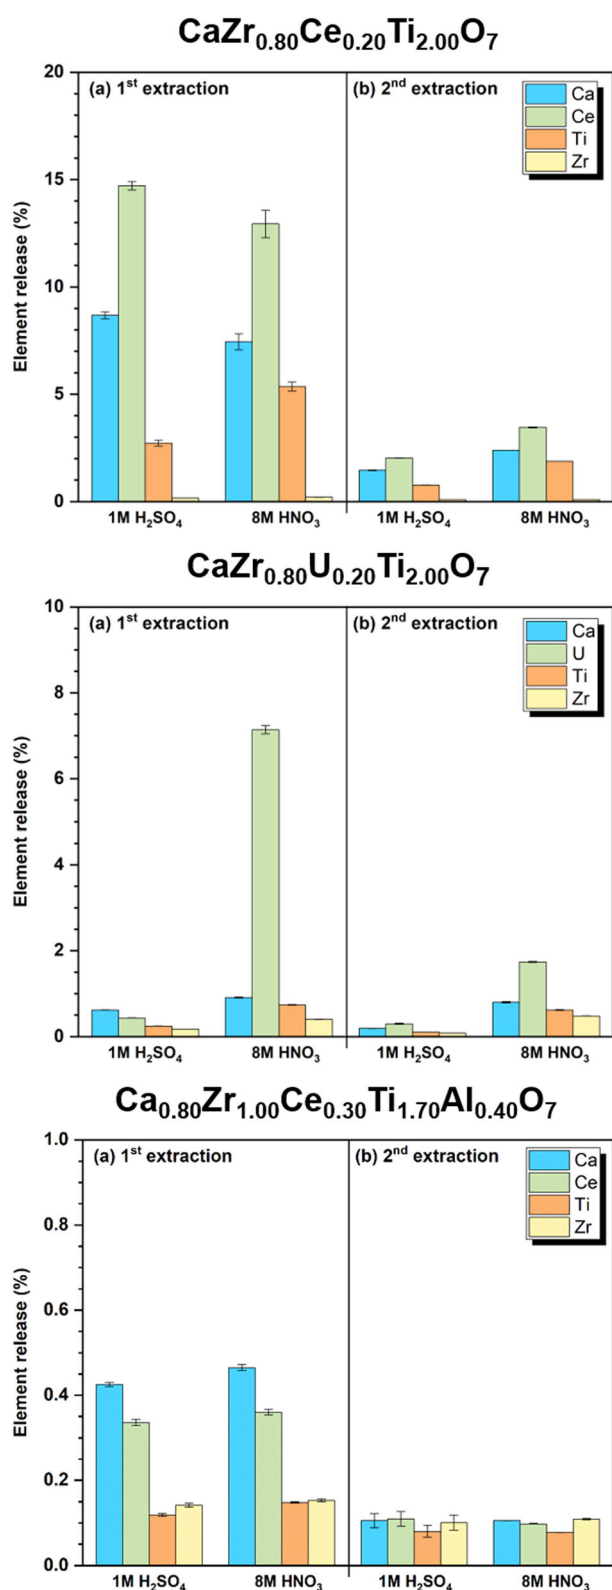 CaZr0.80Ce0.20Ti2.00O7
(a) 1st extraction
(b) 2nd extraction
Ca
Ce
Ti
Zr
Element release (%)
20
15
10
5
0
1M H2SO4
8M HNO3
1M H2SO4
8M HNO3
CaZr0.80U0.20Ti2.00O7
(a) 1st extraction
(b) 2nd extraction
Ca
U
Ti
Zr
Element release (%)
10
8
6
4
2
0
1M H2SO4
8M HNO3
1M H2SO4
8M HNO3
Ca0.80Zr1.00Ce0.30Ti1.70Al0.40O7
(a) 1st extraction
(b) 2nd extraction
Ca
Ce
Ti
Zr
Element release (%)
1.0
0.8
0.6
0.4
0.2
0.0
1M H2SO4
8M HNO3
1M H2SO4
8M HNO3